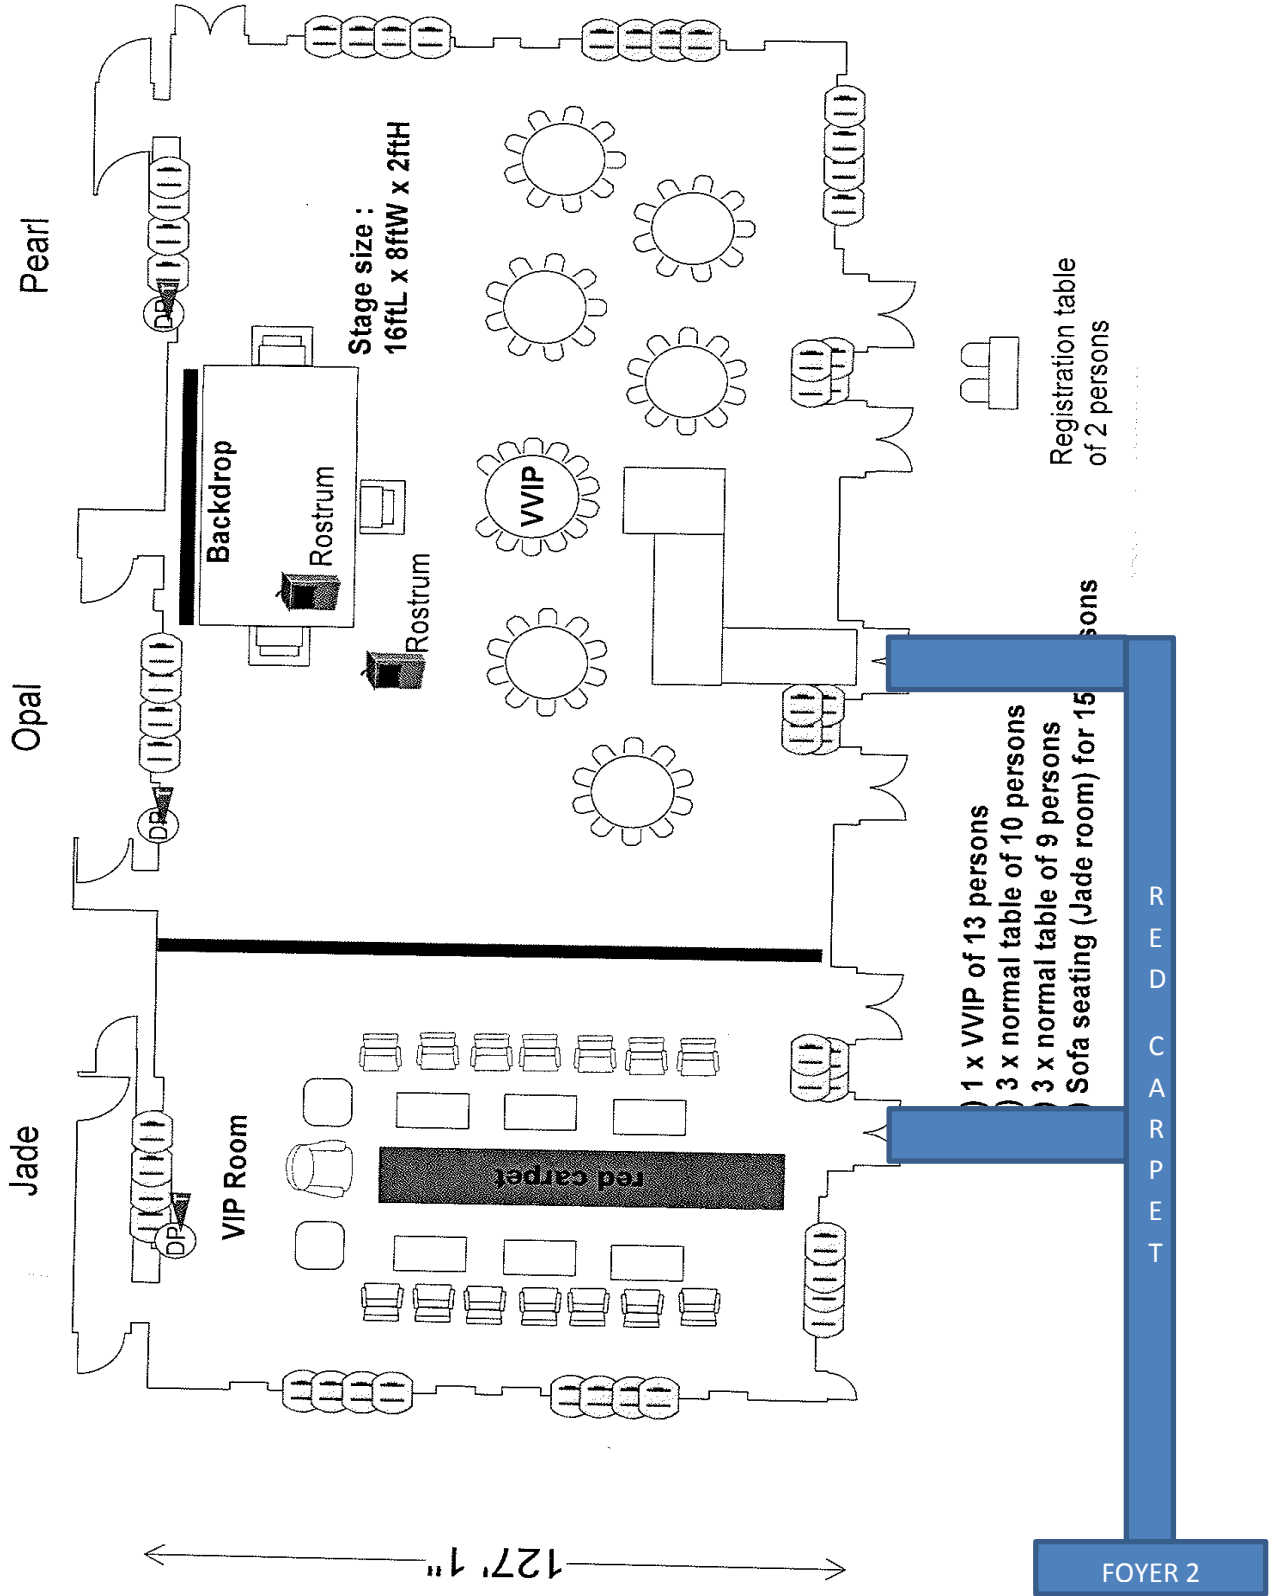 Jade
Opal
Pearl
DP
DP
DP
VIP Room
Backdrop
Rostrum
Rostrum
Stage size :
16ftL x 8ftW x 2ftH
VVIP
red carpet
) 1 x VVIP of 13 persons
) 3 x normal table of 10 persons
) 3 x normal table of 9 persons
) Sofa seating (Jade room) for 15 sons
Registration table
of 2 persons
RED CARPET
127' 1"
FOYER 2